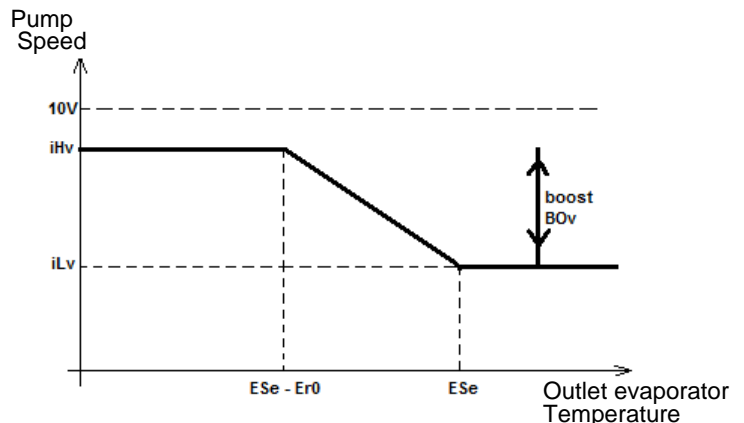 Pump
Speed
10V
iHv
boost
BOv
iLv
ESe - Er0
ESe
Outlet evaporator
Temperature